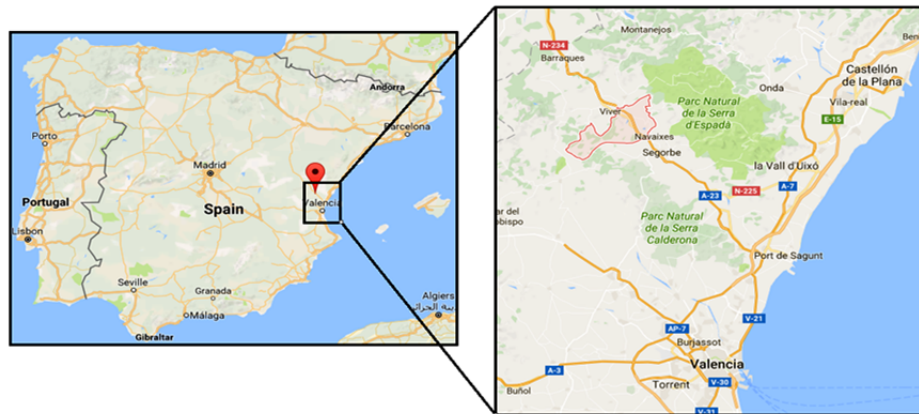 Andorra
Barcelona
Porto
Madrid
Portugal
Spain
Valencia
Lisbon
Seville
Granada
Málaga
Gibraltar
Algiers
Montanejos
N-234
Barraques
Castellón
de la Plana
Onda
Vila-real
Parc Natural
de la Serra
d'Espadà
E-15
Viver
Navaixes
Segorbe
la Vall d'Uixó
N-225
A-7
A-23
Parc Natural
de la Serra
Calderona
Port de Sagunt
V-21
AP-7
Burjassot
Valencia
A-3
Buñol
Torrent
V-30
V-31